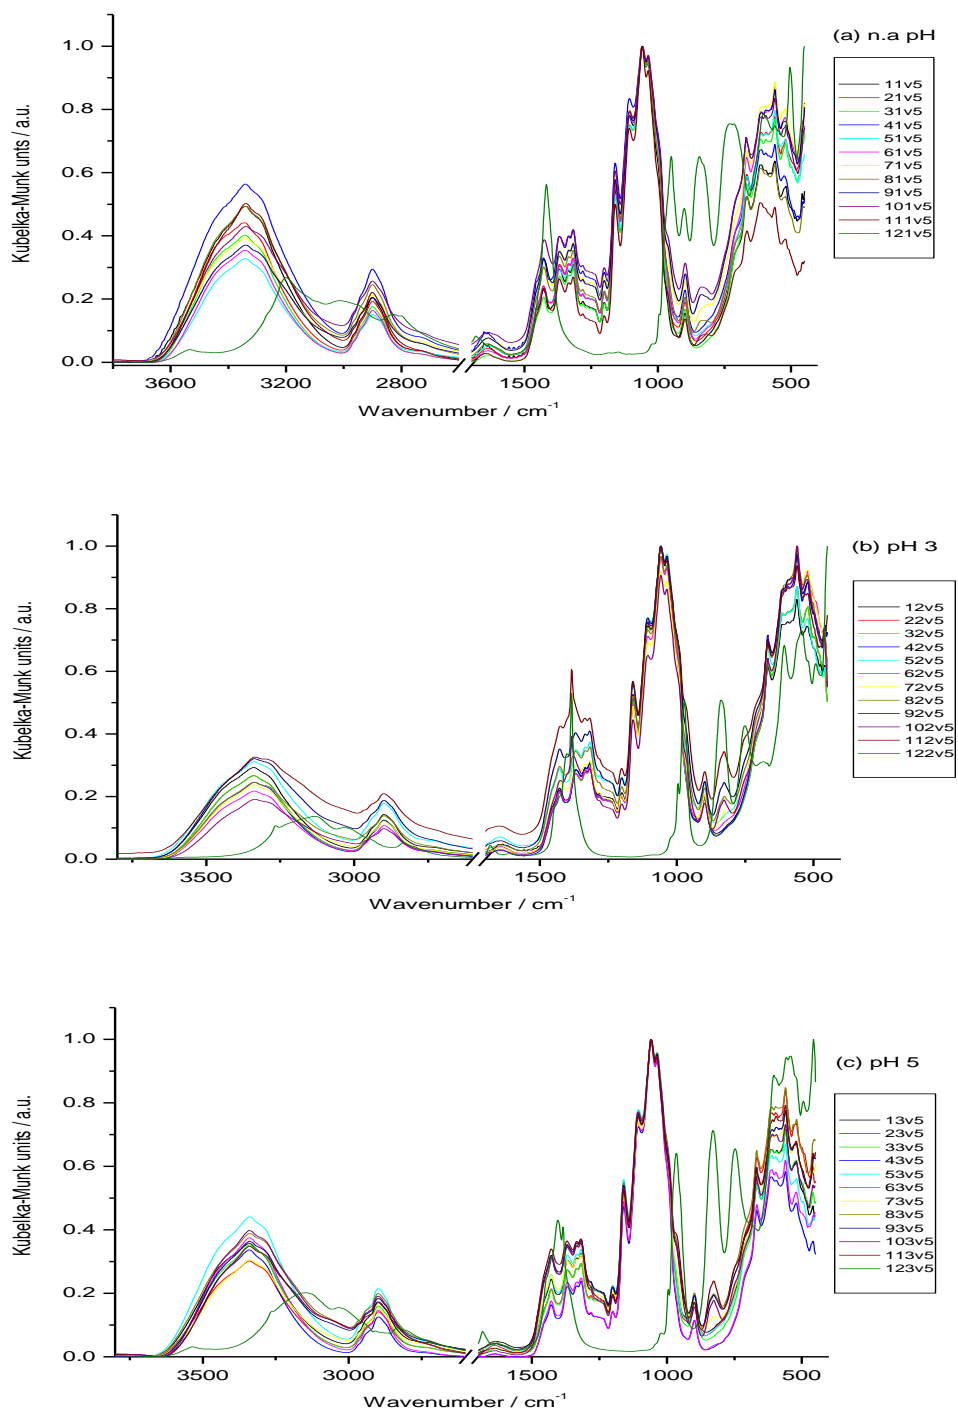 (a) n.a pH
Kubelka-Munk units / a.u.
1.0
0.8
0.6
0.4
0.2
0.0
3600
3200
2800
1500
1000
500
Wavenumber / cm-1
11v5
21v5
31v5
41v5
51v5
61v5
71v5
81v5
91v5
101v5
111v5
121v5
(b) pH 3
Kubelka-Munk units / a.u.
1.0
0.8
0.6
0.4
0.2
0.0
3500
3000
1500
1000
500
Wavenumber / cm-1
12v5
22v5
32v5
42v5
52v5
62v5
72v5
82v5
92v5
102v5
112v5
122v5
(c) pH 5
Kubelka-Munk units / a.u.
1.0
0.8
0.6
0.4
0.2
0.0
3500
3000
1500
1000
500
Wavenumber / cm-1
13v5
23v5
33v5
43v5
53v5
63v5
73v5
83v5
93v5
103v5
113v5
123v5